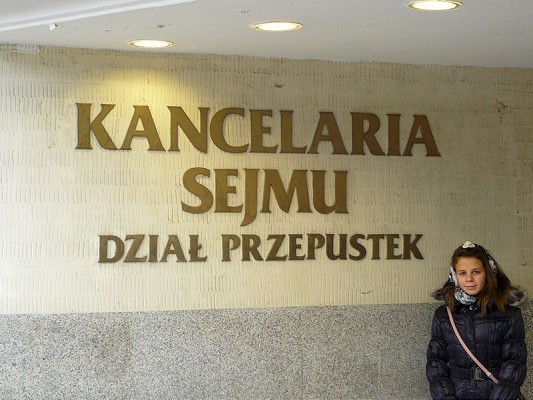 KANCELARIA
SEJMU
DZIAŁ PRZEPUSTEK